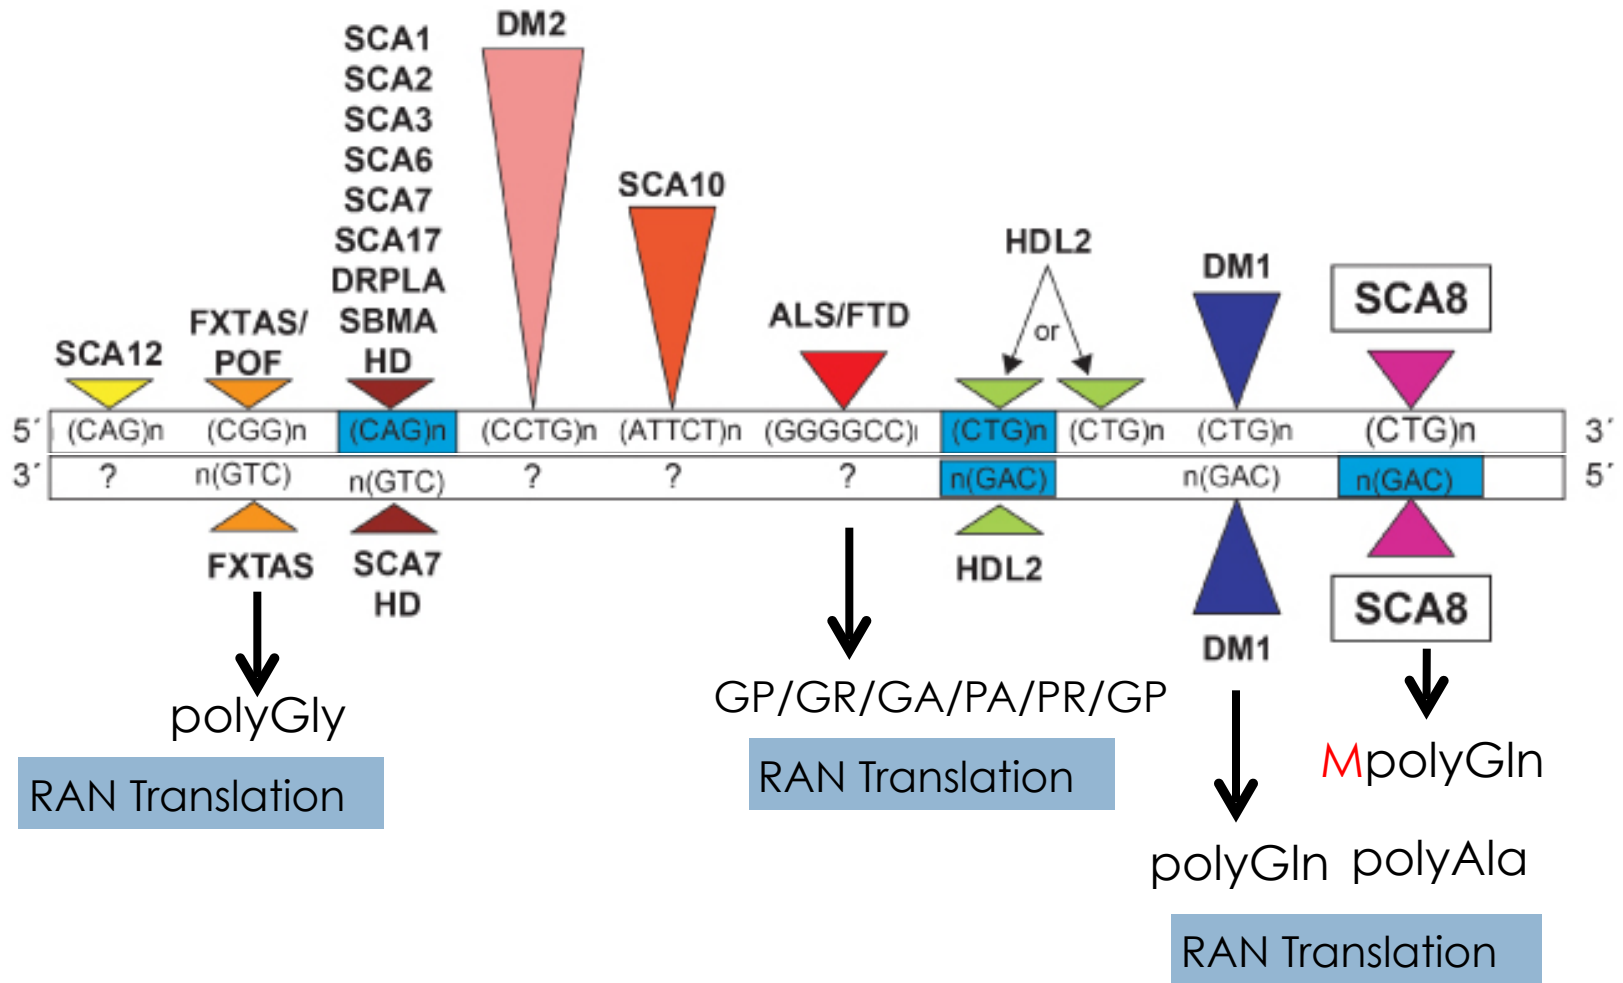 DM2
SCA1
SCA2
SCA3
SCA6
SCA7
SCA17
DRPLA
SBMA
HD
SCA10
HDL2
or
DM1
SCA8
ALS/FTD
FXTAS/
POF
SCA12
5´ (CAG)n (CGG)n (CAG)n (CCTG)n (ATTCT)n (GGGGCC) (CTG)n (CTG)n (CTG)n (CTG)n 3´
3´ ? n(GTC) n(GTC) ? ? ? n(GAC) n(GAC) n(GAC) 5´
FXTAS
SCA7
HD
HDL2
DM1
SCA8
polyGly
RAN Translation
GP/GR/GA/PA/PR/GP
RAN Translation
MpolyGln
polyGln polyAla
RAN Translation